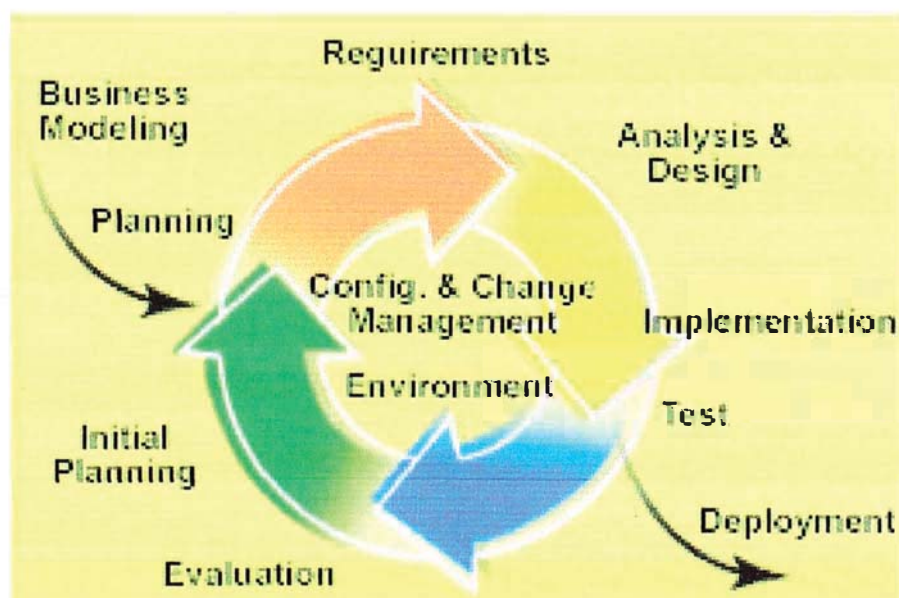 Reguirements
Business
Modeling
Analysis &
Design
Planning
Config. & Change
Management
Implementation
Environment
Test
Initial
Planning
Deployment
Evaluation